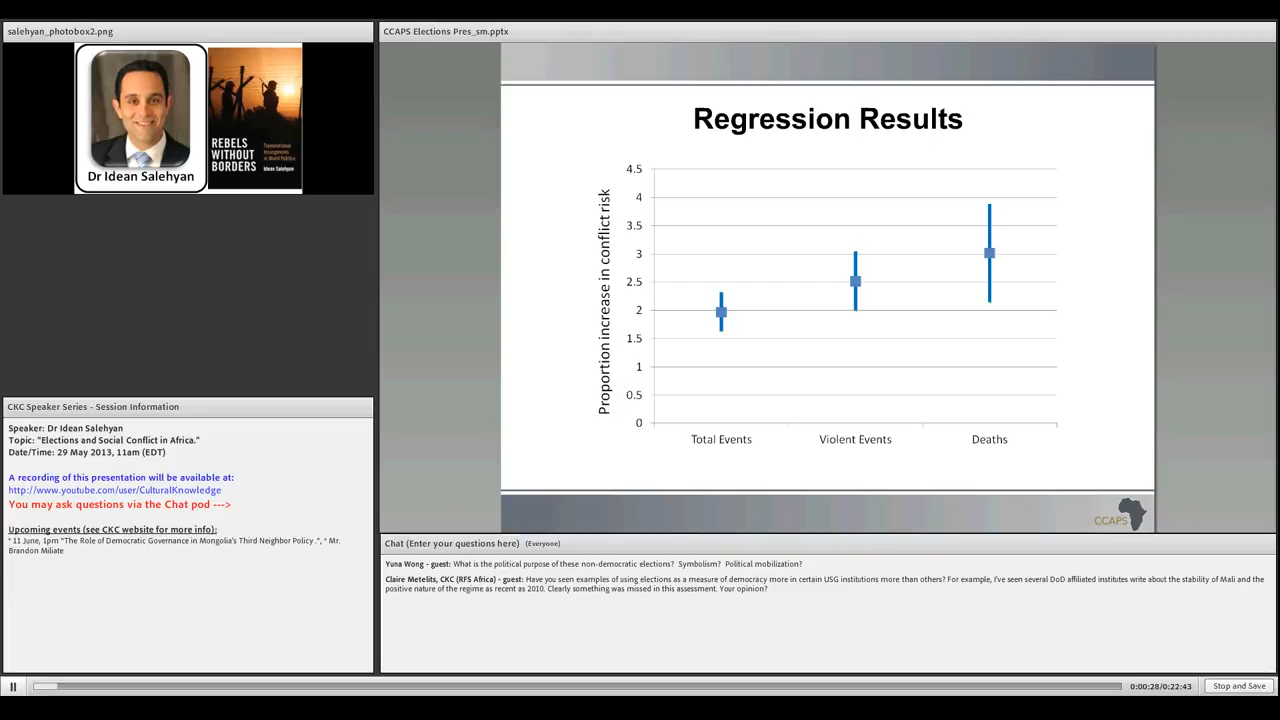 salehyan_photobox2.png
Dr Idean Salehyan
REBELS
WITHOUT
BORDERS
Transnational
Insurgencies
in World Politics
Idean Salehyan
CKC Speaker Series - Session Information
Speaker: Dr Idean Salehyan
Topic: "Elections and Social Conflict in Africa."
Date/Time: 29 May 2013, 11am (EDT)
A recording of this presentation will be available at:
http://www.youtube.com/user/CulturalKnowledge
You may ask questions via the Chat pod --->
Upcoming events (see CKC website for more info):
* 11 June, 1pm "The Role of Democratic Governance in Mongolia's Third Neighbor Policy .", * Mr.
Brandon Miliate
CCAPS Elections Pres_sm.pptx
Regression Results
Proportion increase in conflict risk
4.5
4
3.5
3
2.5
2
1.5
1
0.5
0
Total Events
Violent Events
Deaths
CCAPS
Chat (Enter your questions here) (Everyone)
Yuna Wong - guest: What is the political purpose of these non-democratic elections? Symbolism? Political mobilization?
Claire Metelits, CKC (RFS Africa) - guest: Have you seen examples of using elections as a measure of democracy more in certain USG institutions more than others? For example, I've seen several DoD affiliated institutes write about the stability of Mali and the
positive nature of the regime as recent as 2010. Clearly something was missed in this assessment. Your opinion?
0:00:28/0:22:43
Stop and Save